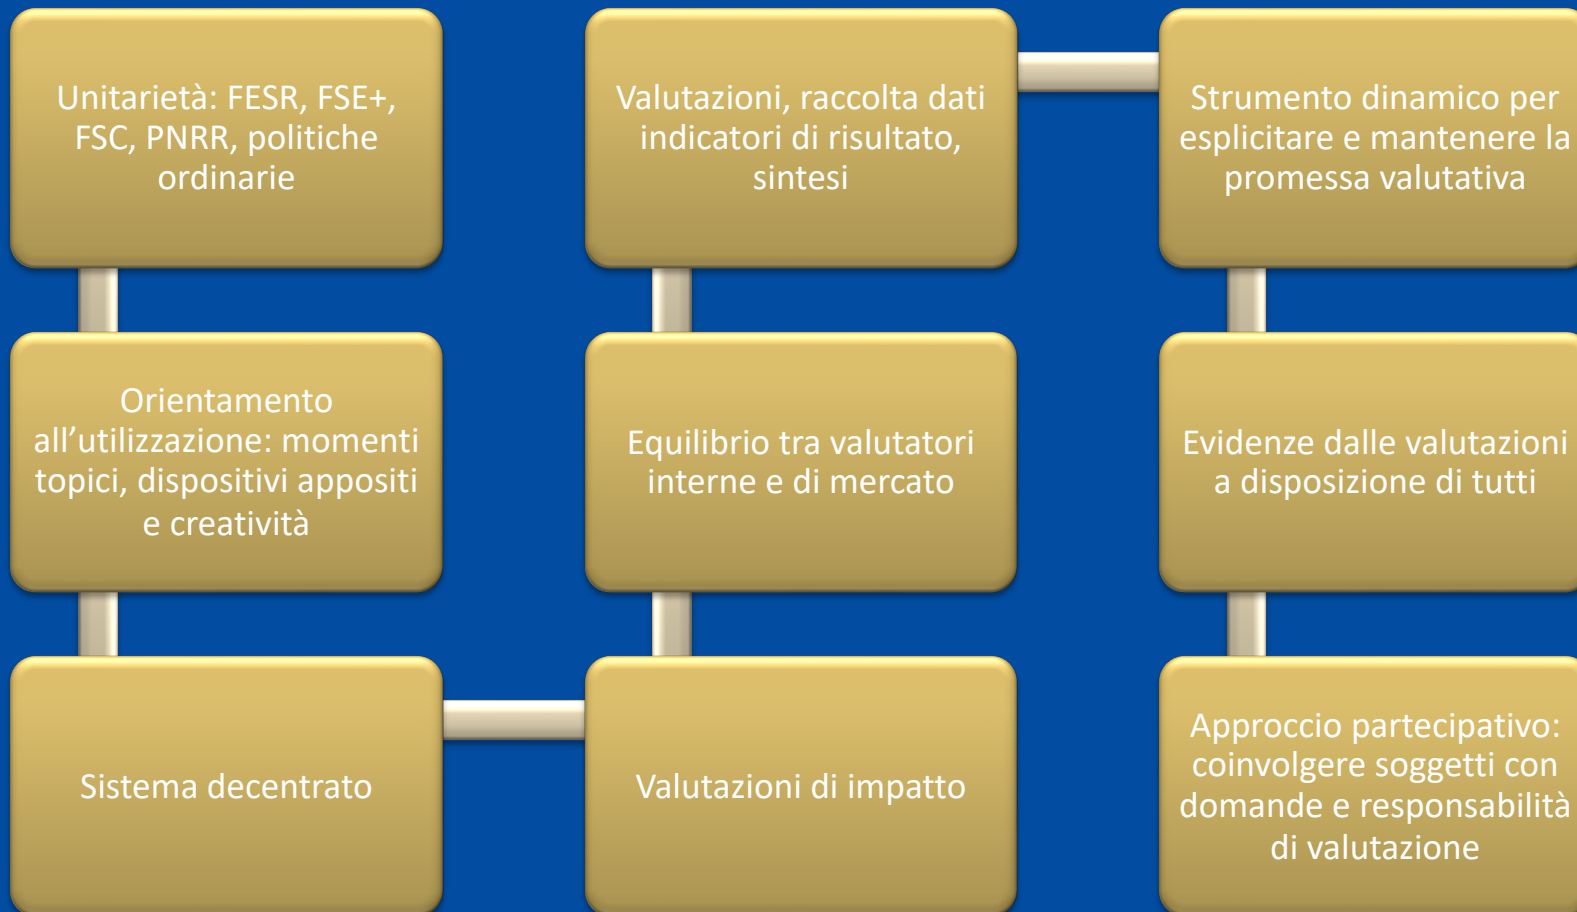 Unitarietà: FESR, FSE+,
FSC, PNRR, politiche
ordinarie
Orientamento
all’utilizzazione: momenti
topici, dispositivi appositi
e creatività
Sistema decentrato
Valutazioni di impatto
Equilibrio tra valutatori
interne e di mercato
Valutazioni, raccolta dati
indicatori di risultato,
sintesi
Strumento dinamico per
esplicitare e mantenere la
promessa valutativa
Evidenze dalle valutazioni
a disposizione di tutti
Approccio partecipativo:
coinvolgere soggetti con
domande e responsabilità
di valutazione